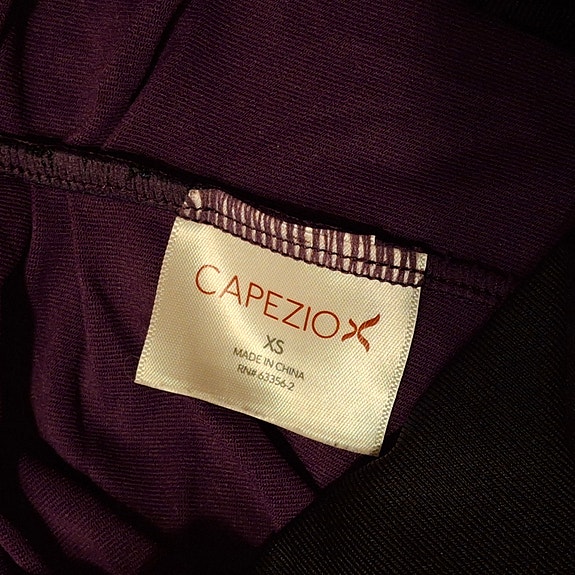 CAPEZIO
XS
MADE IN CHINA
RN# 63356-2